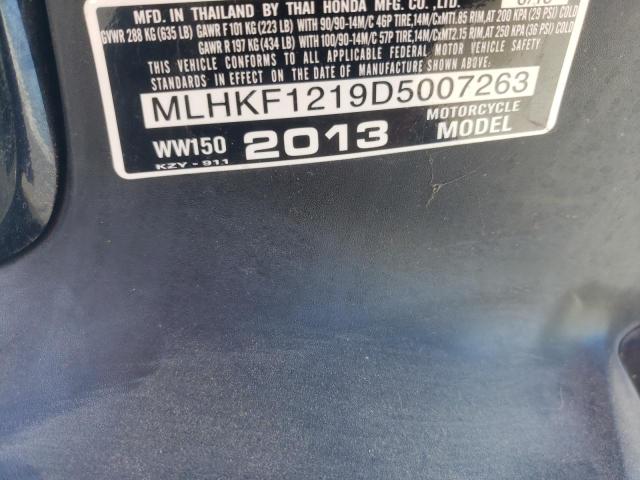 MFD. IN THAILAND BY THAI HONDA MFG. CO., LTD.
GVWR 288 KG (635 LB) GAWR F 101 KG (223 LB) WITH 90/90-14M/C 46P TIRE,14M/CxMT1.85 RIM,AT 200 KPA (29 PSI) COLD
GAWR R 197 KG (434 LB) WITH 100/90-14M/C 57P TIRE,14M/CxMT2.15 RIM,AT 250 KPA (36 PSI) COLD
THIS VEHICLE CONFORMS TO ALL APPLICABLE U.S. FEDERAL MOTOR VEHICLE SAFETY
STANDARDS IN EFFECT ON THE DATE OF MANUFACTURE SHOWN ABOVE.
MLHKF1219D5007263
WW150 2013 MOTORCYCLE MODEL
KZY - 911